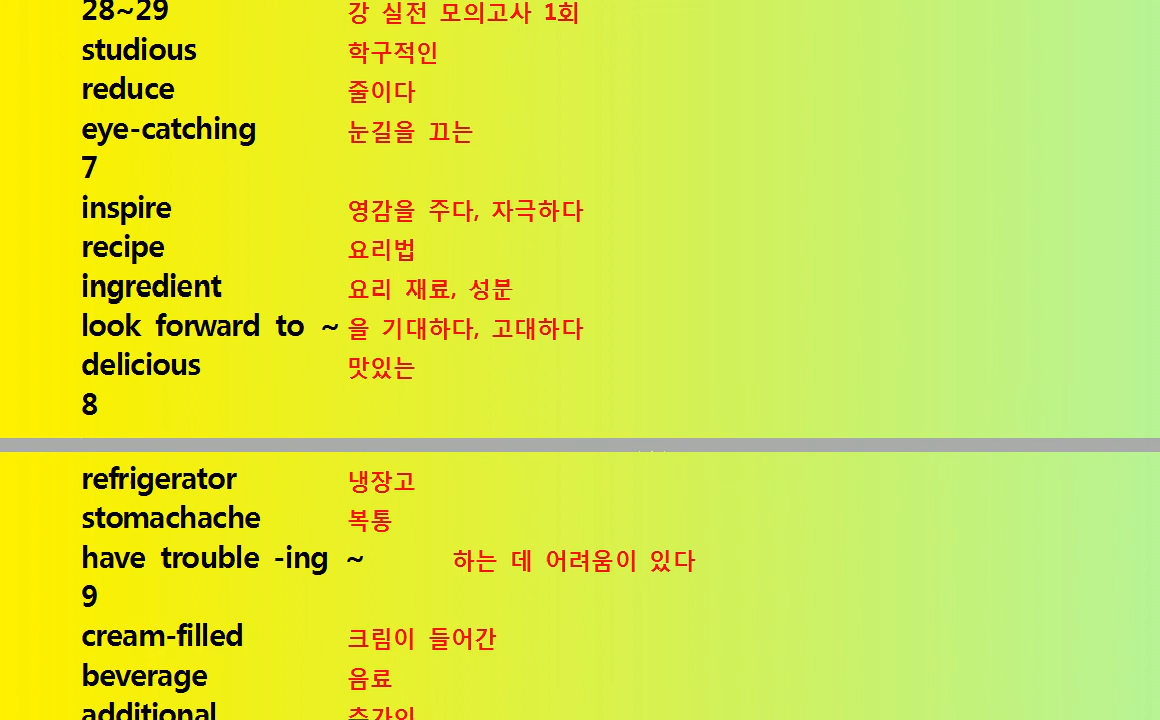 28~29 강 실전 모의고사 1회
studious 학구적인
reduce 줄이다
eye-catching 눈길을 끄는
7
inspire 영감을 주다, 자극하다
recipe 요리법
ingredient 요리 재료, 성분
look forward to ~ 을 기대하다, 고대하다
delicious 맛있는
8
refrigerator 냉장고
stomachache 복통
have trouble -ing ~ 하는 데 어려움이 있다
9
cream-filled 크림이 들어간
beverage 음료
additional 추가의